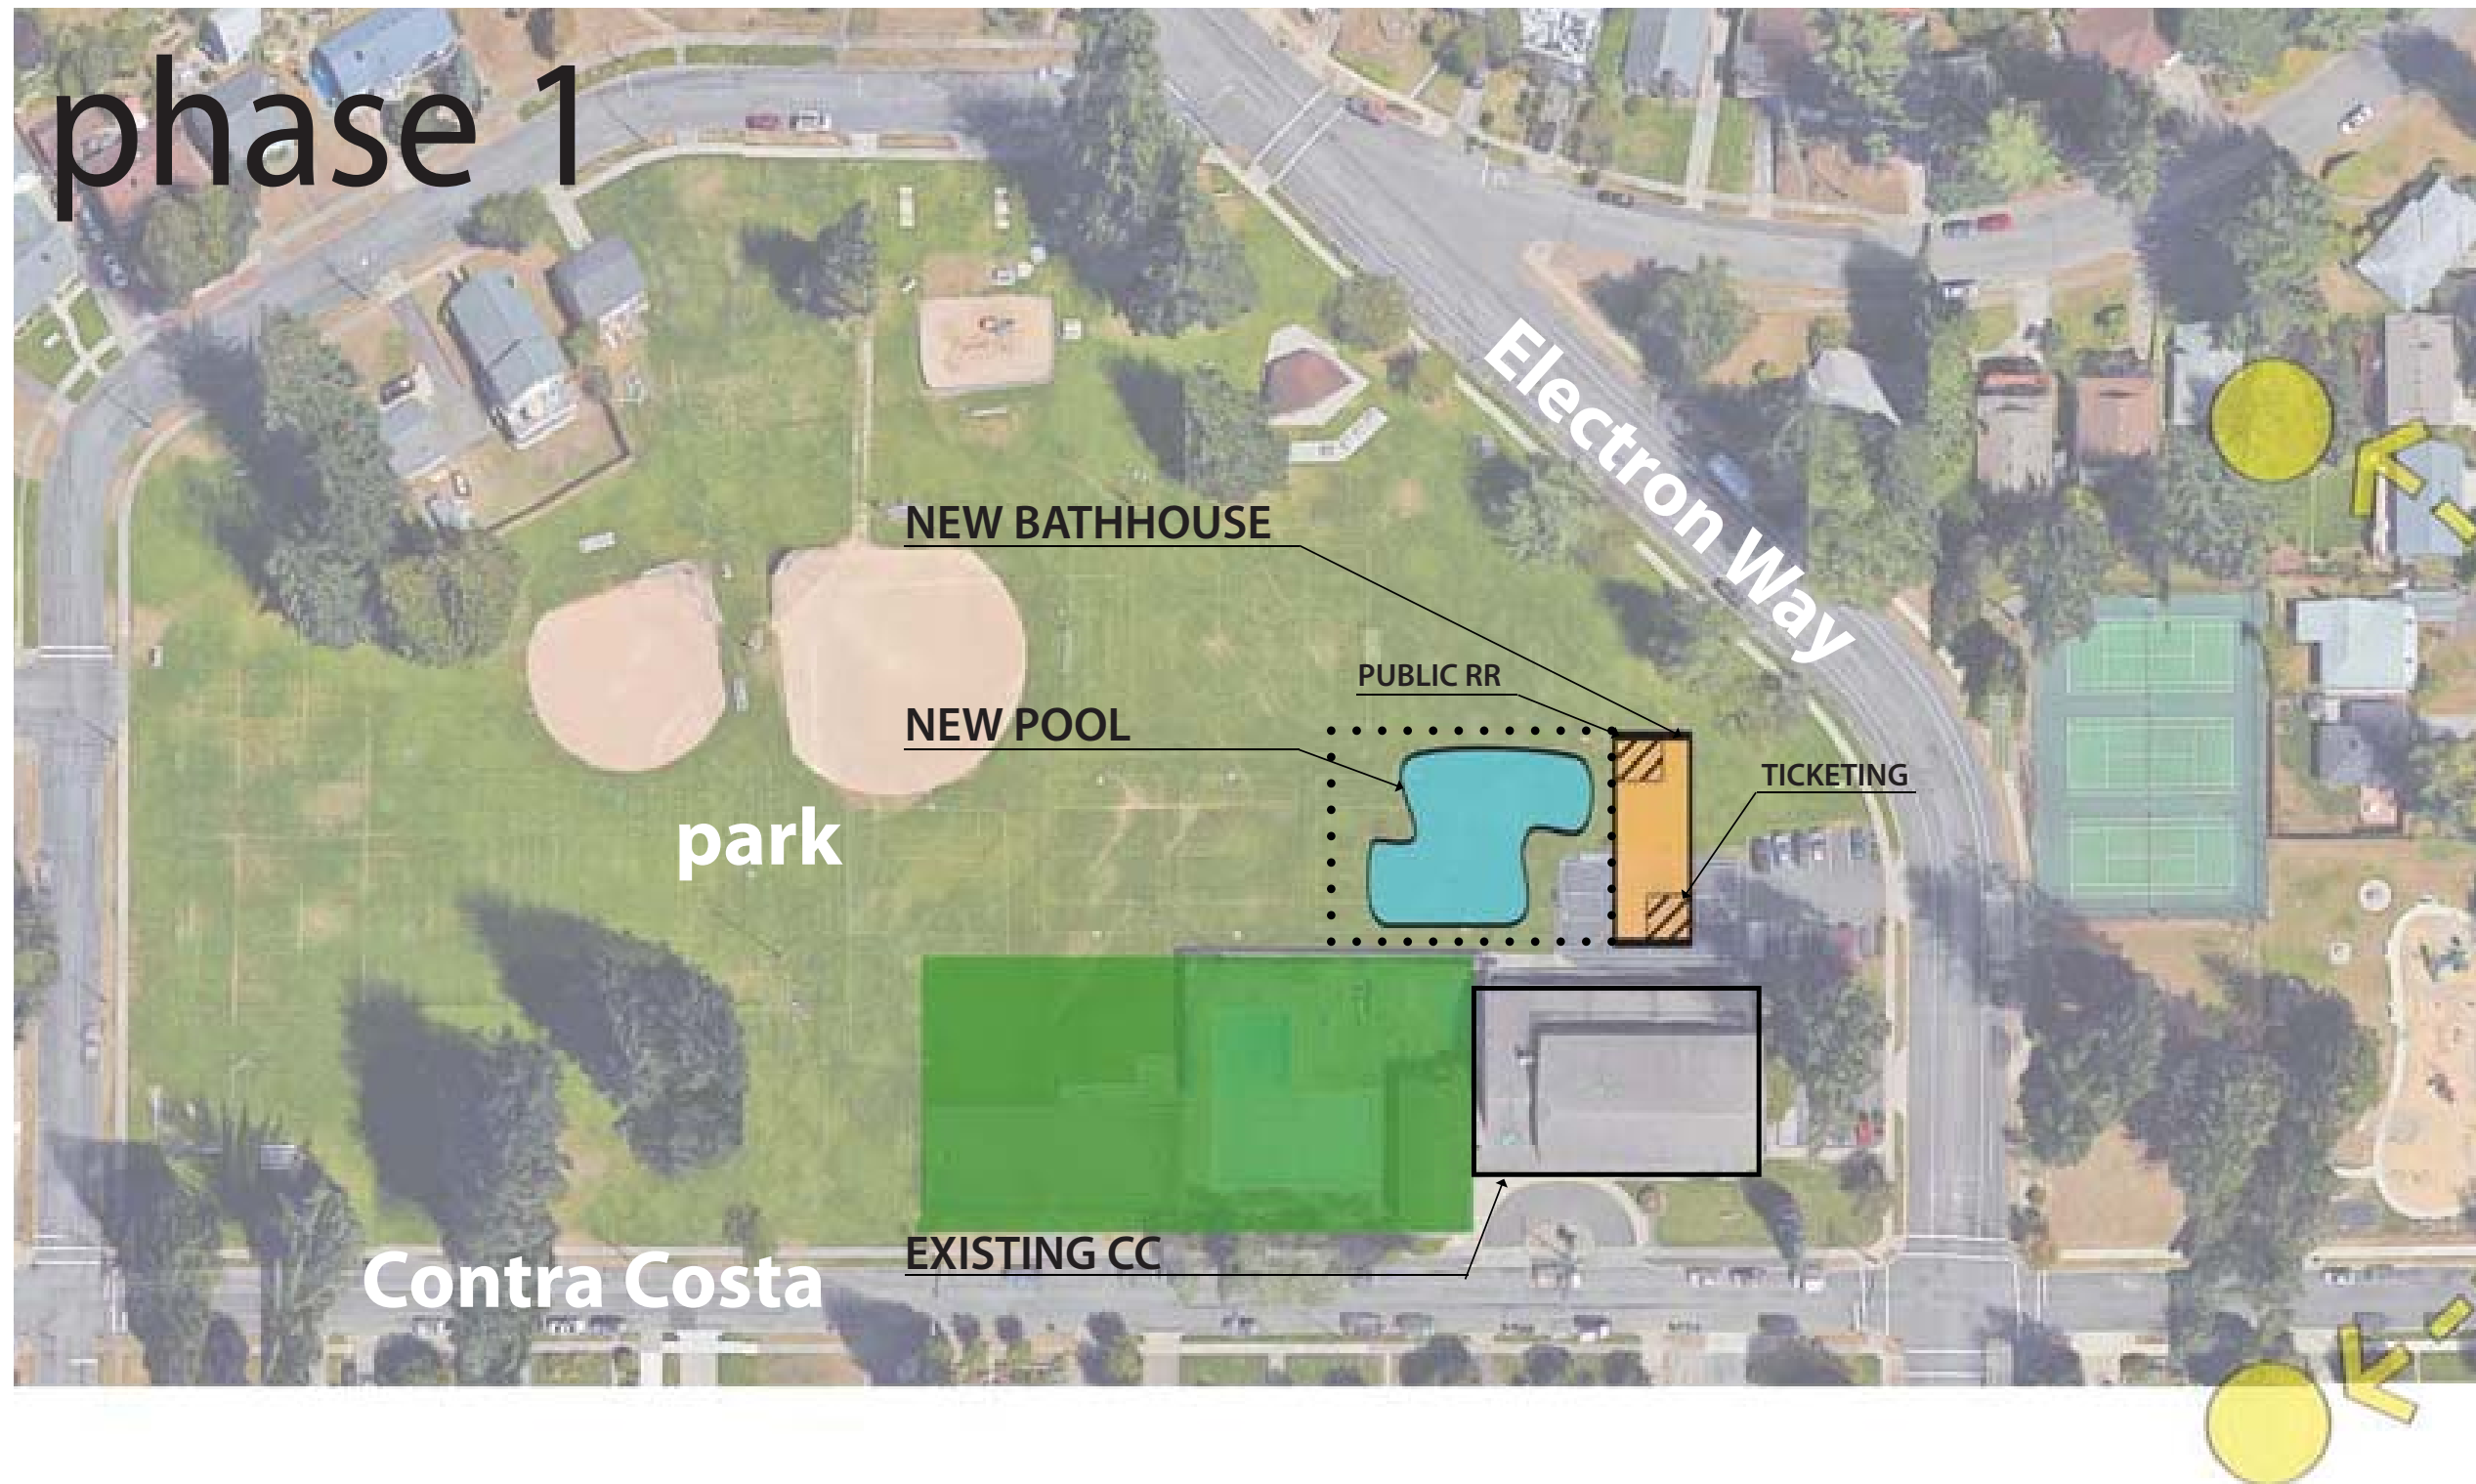 phase 1
Electron Way
NEW BATHHOUSE
PUBLIC RR
NEW POOL
TICKETING
park
EXISTING CC
Contra Costa